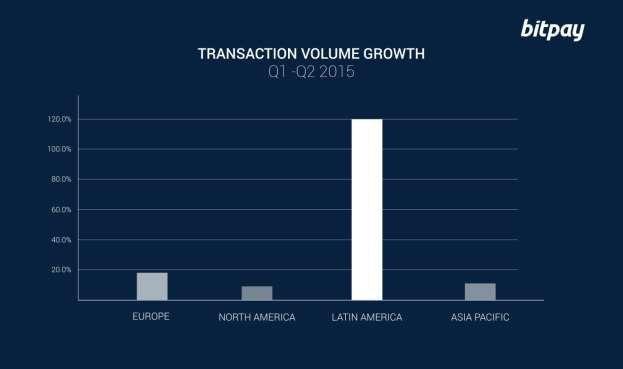 bitpay
TRANSACTION VOLUME GROWTH
Q1 -Q2 2015
120.0%
100.0%
80.0%
60.0%
40.0%
20.0%
EUROPE NORTH AMERICA LATIN AMERICA ASIA PACIFIC